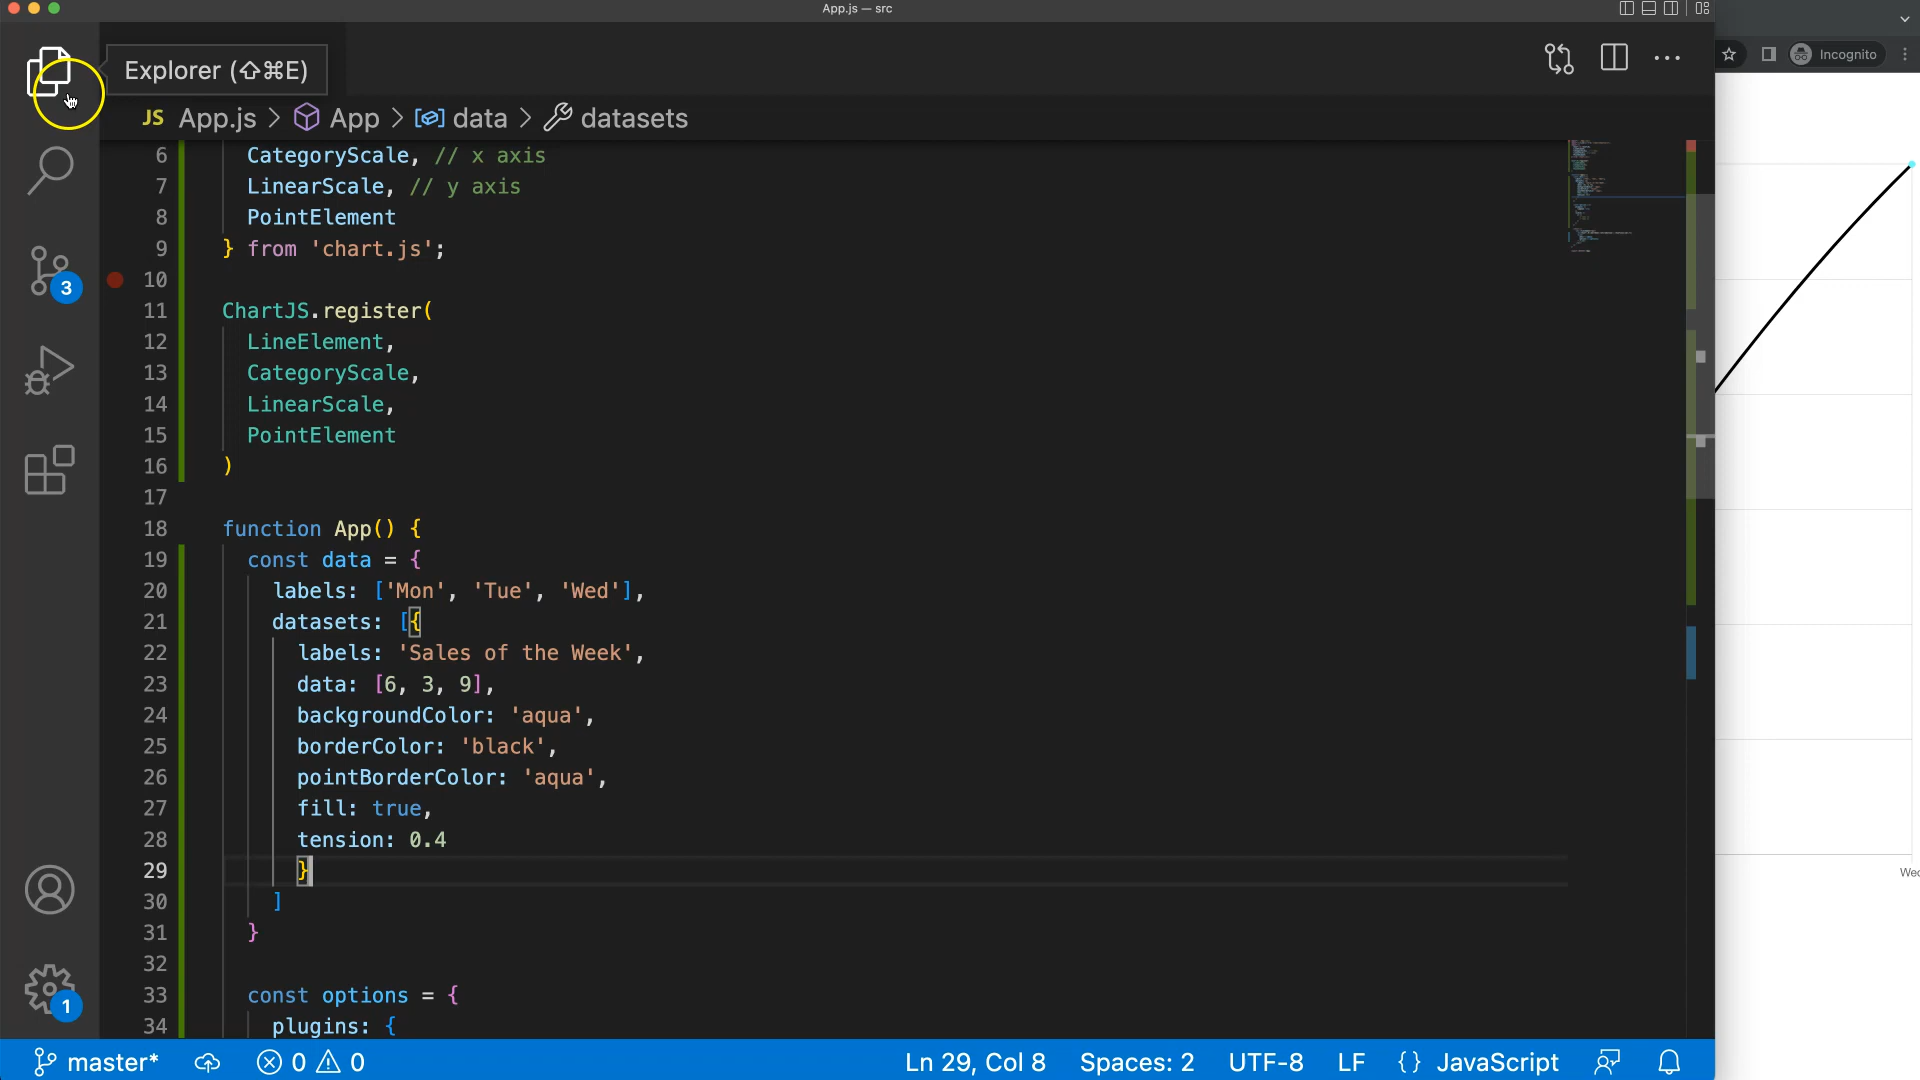 App.js — src
Incognito
Explorer (⇧⌘E)
JS App.js > App > data > datasets
6 CategoryScale, // x axis
7 LinearScale, // y axis
8 PointElement
9 } from 'chart.js';
10
11 ChartJS.register(
12 LineElement,
13 CategoryScale,
14 LinearScale,
15 PointElement
16 )
17
18 function App() {
19 const data = {
20 labels: ['Mon', 'Tue', 'Wed'],
21 datasets: [{
22 labels: 'Sales of the Week',
23 data: [6, 3, 9],
24 backgroundColor: 'aqua',
25 borderColor: 'black',
26 pointBorderColor: 'aqua',
27 fill: true,
28 tension: 0.4
29 }
30 ]
31 }
32
33 const options = {
34 plugins: {
3
1
Wed
master* 0 0 Ln 29, Col 8 Spaces: 2 UTF-8 LF {} JavaScript